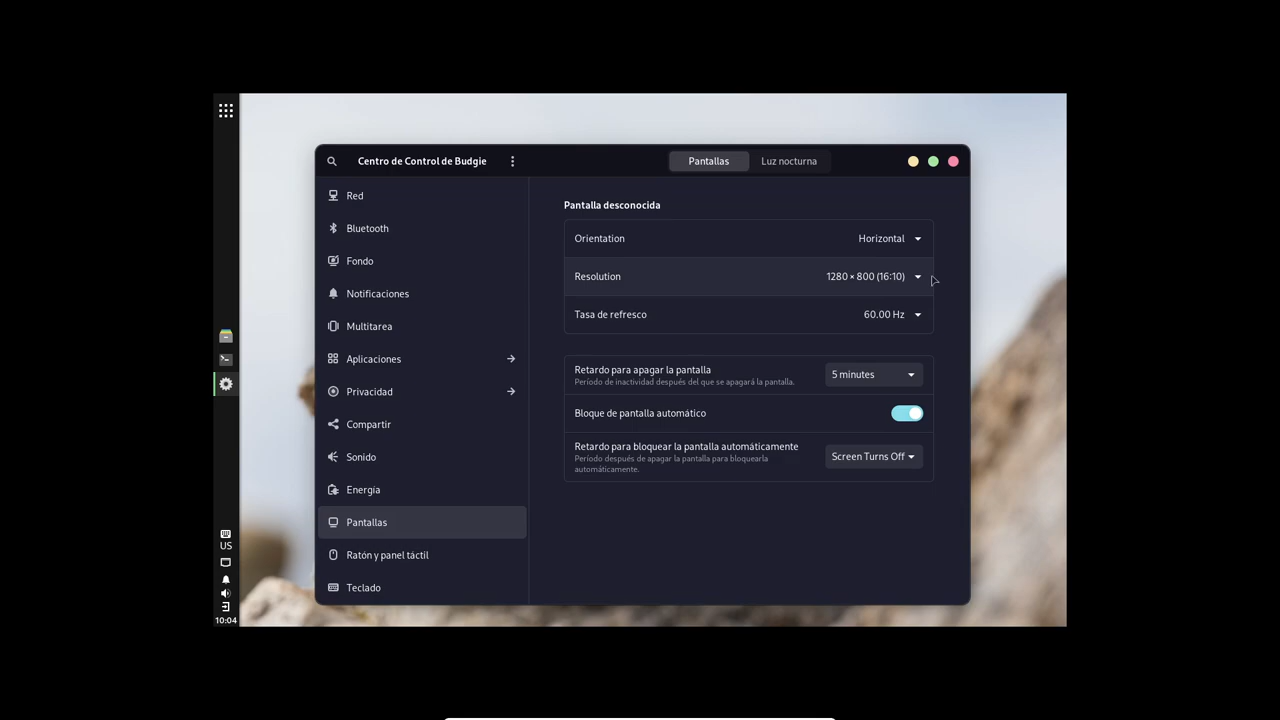 Centro de Control de Budgie
Pantallas
Luz nocturna
Red
Bluetooth
Fondo
Notificaciones
Multitarea
Aplicaciones
Privacidad
Compartir
Sonido
Energía
Pantallas
Ratón y panel táctil
Teclado
Pantalla desconocida
Orientation Horizontal
Resolution 1280 × 800 (16:10)
Tasa de refresco 60.00 Hz
Retardo para apagar la pantalla
Período de inactividad después del que se apagará la pantalla.
5 minutes
Bloque de pantalla automático
Retardo para bloquear la pantalla automáticamente
Período después de apagar la pantalla para bloquearla
automáticamente.
Screen Turns Off
US
10:04